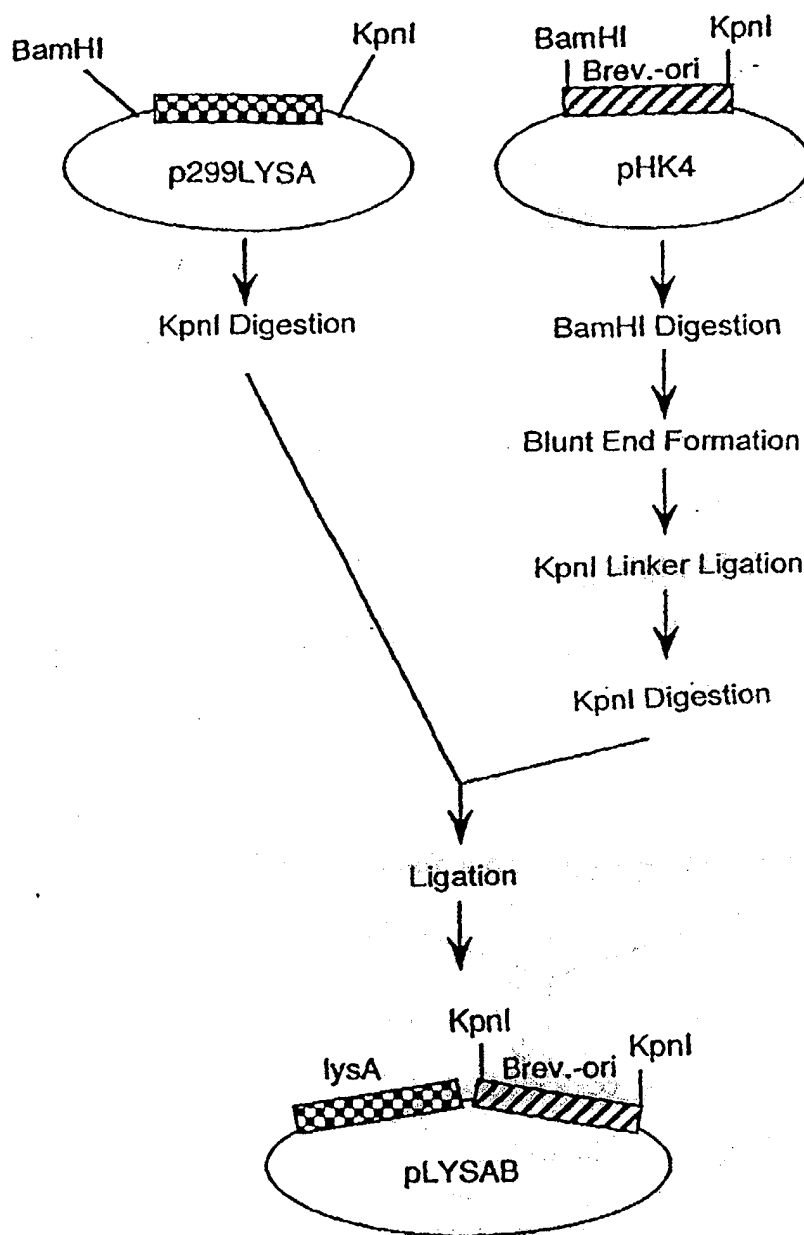 BamHI
KpnI
p299LYSA
KpnI Digestion
BamHI
KpnI
Brev.-ori
pHK4
BamHI Digestion
Blunt End Formation
KpnI Linker Ligation
KpnI Digestion
Ligation
KpnI
lysA
Brev.-ori
KpnI
pLYSAB